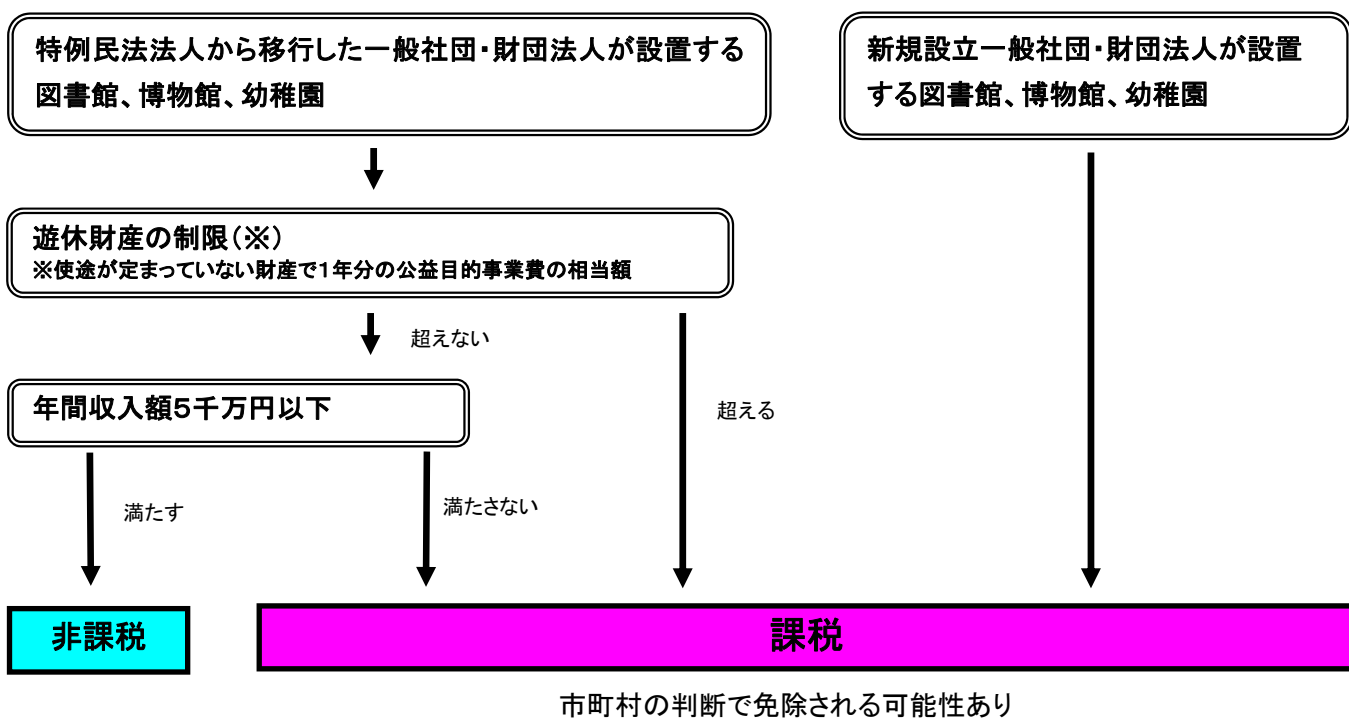 特例民法法人から移行した一般社団・財団法人が設置する
図書館、博物館、幼稚園
新規設立一般社団・財団法人が設置
する図書館、博物館、幼稚園
遊休財産の制限(※)
※使途が定まっていない財産で1年分の公益目的事業費の相当額
超えない
年間収入額5千万円以下
超える
満たす
満たさない
非課税
課税
市町村の判断で免除される可能性あり